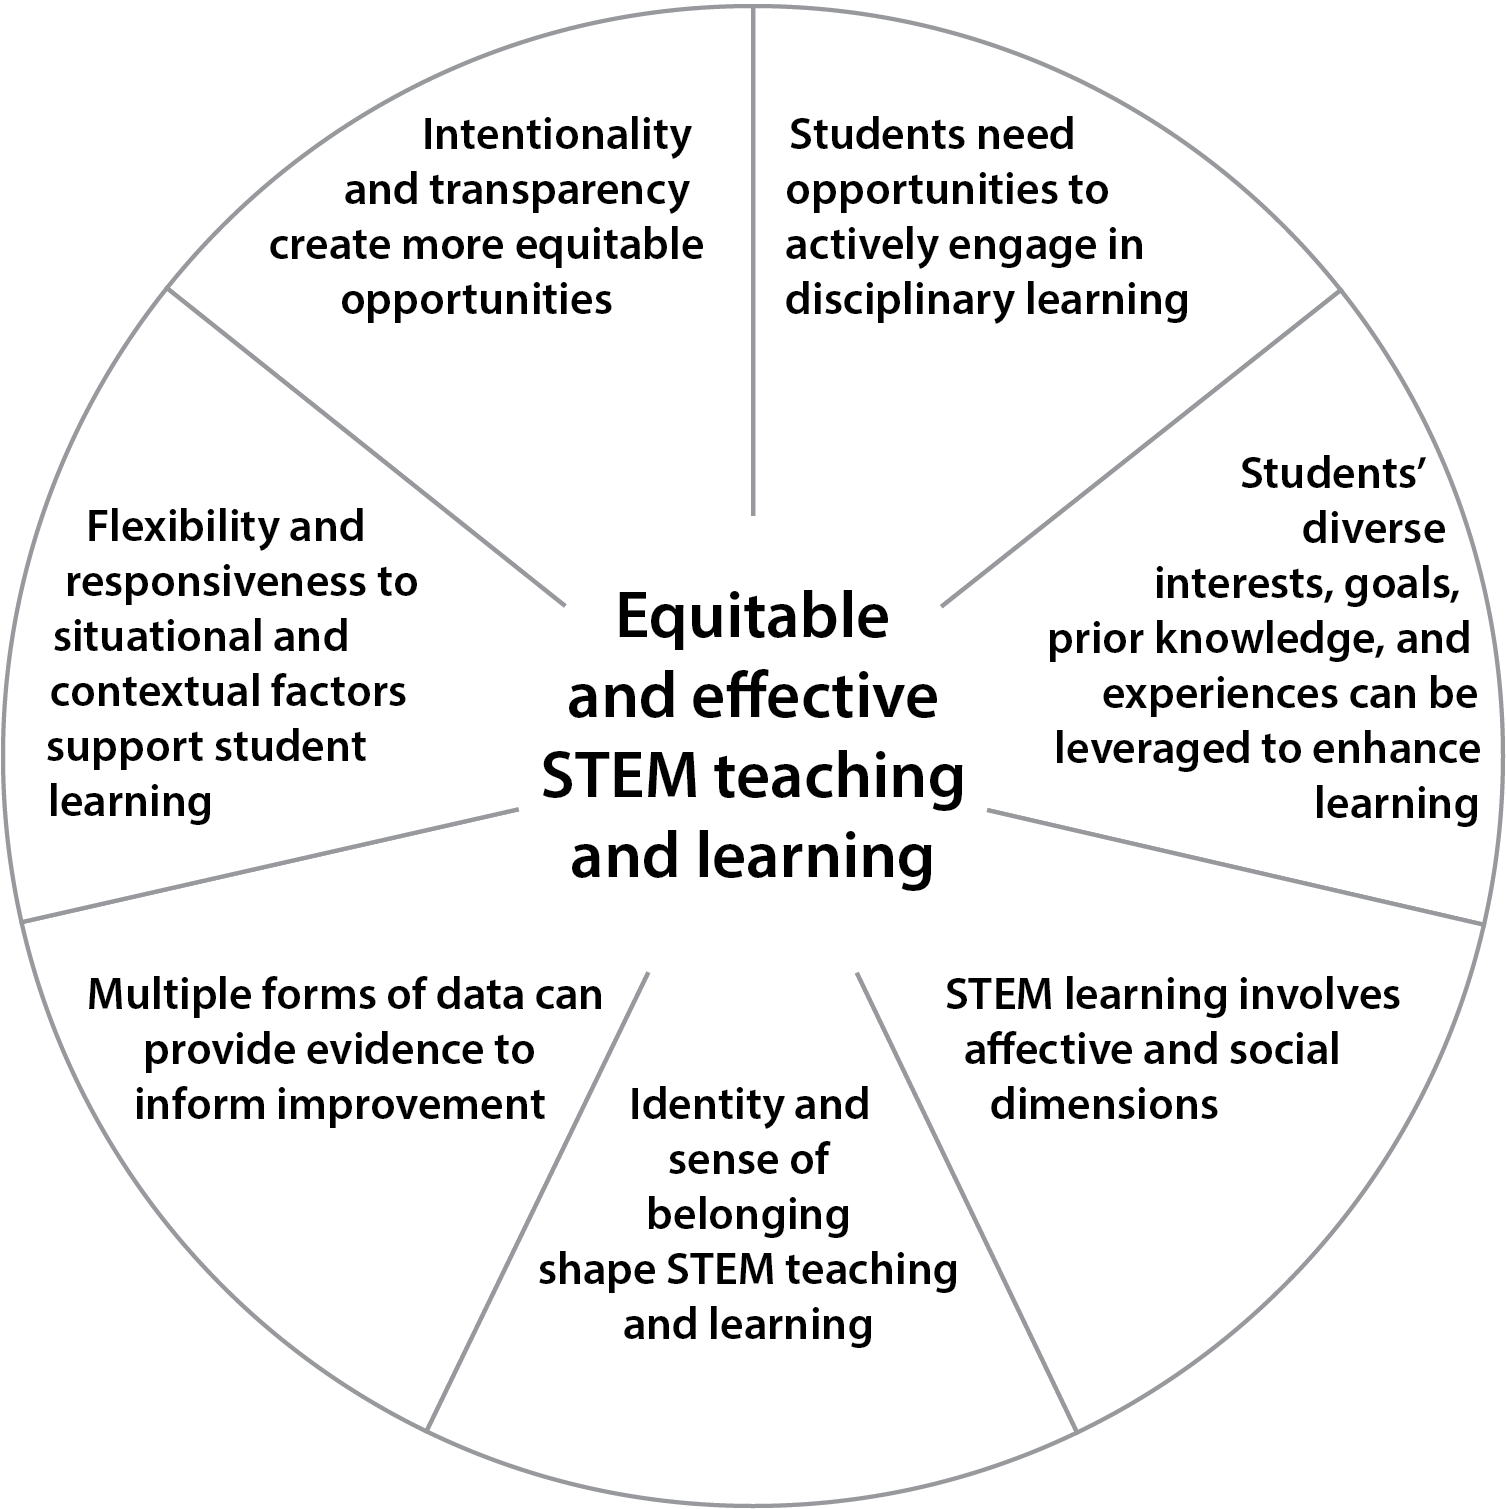 Intentionality
and transparency
create more equitable
opportunities
Students need
opportunities to
actively engage in
disciplinary learning
Students’
diverse
interests, goals,
prior knowledge, and
experiences can be
leveraged to enhance
learning
STEM learning involves
affective and social
dimensions
Identity and
sense of
belonging
shape STEM teaching
and learning
Multiple forms of data can
provide evidence to
inform improvement
Flexibility and
responsiveness to
situational and
contextual factors
support student
learning
Equitable
and effective
STEM teaching
and learning